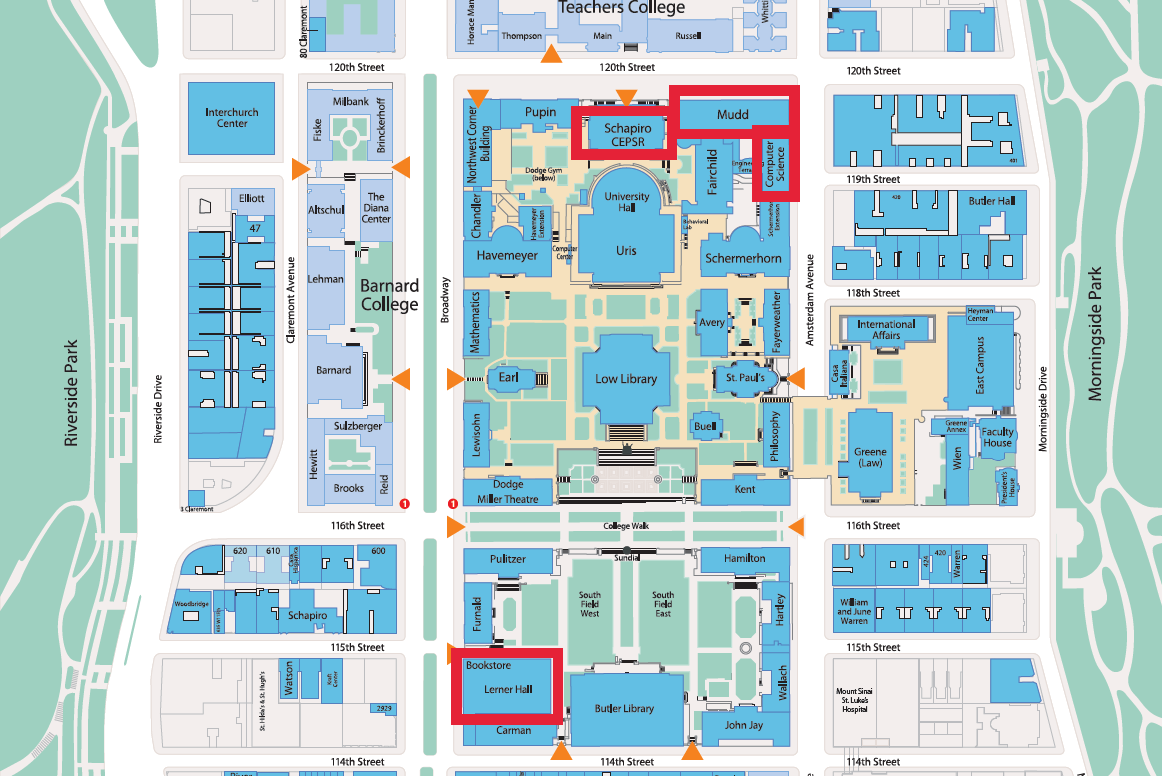 Teachers College
80 Claremont
Horace Man
Thompson
Main
Russell
Whitti
120th Street
120th Street
120th Street
Interchurch
Center
Milbank
Fiske
Brinckerhoff
Northwest Corner
Building
Pupin
Schapiro
CEPSR
Mudd
Computer
Science
Fairchild
401
119th Street
Dodge Gym
(below)
University
Hall
Uris
Elliott
47
Altschul
The
Diana
Center
Chandler
Havemeyer
Extension
Havemeyer
Computer
Center
Behavioral
Lab
Schermerhorn
Extension
Schermerhorn
430
Butler Hall
118th Street
Claremont Avenue
Lehman
Barnard
College
Broadway
Amsterdam Avenue
Mathematics
Avery
Fayerweather
International
Affairs
Heyman
Center
East Campus
Riverside Park
Riverside Drive
Morningside Park
Morningside Drive
Barnard
Earl
Low Library
St. Paul's
Casa
Italiana
Sulzberger
Hewitt
Brooks
Reid
Lewisohn
Buell
Philosophy
Greene
(Law)
Greene
Annex
Wien
Faculty
House
President's
House
Dodge
Miller Theatre
Kent
3 Claremont
1
1
116th Street
College Walk
116th Street
620
610
Casa
Hispanica
600
Pulitzer
Sundial
Hamilton
424
420
Warren
Woodbridge
Schapiro
Furnald
South
Field
West
South
Field
East
Hartley
William
and June
Warren
115th Street
115th Street
Bookstore
Lerner Hall
Watson
St. Hilda's & St. Hugh's
Kraft
Center
2929
Butler Library
Wallach
Mount Sinai
St. Luke's
Hospital
Carman
John Jay
114th Street
114th Street
114th Street
River